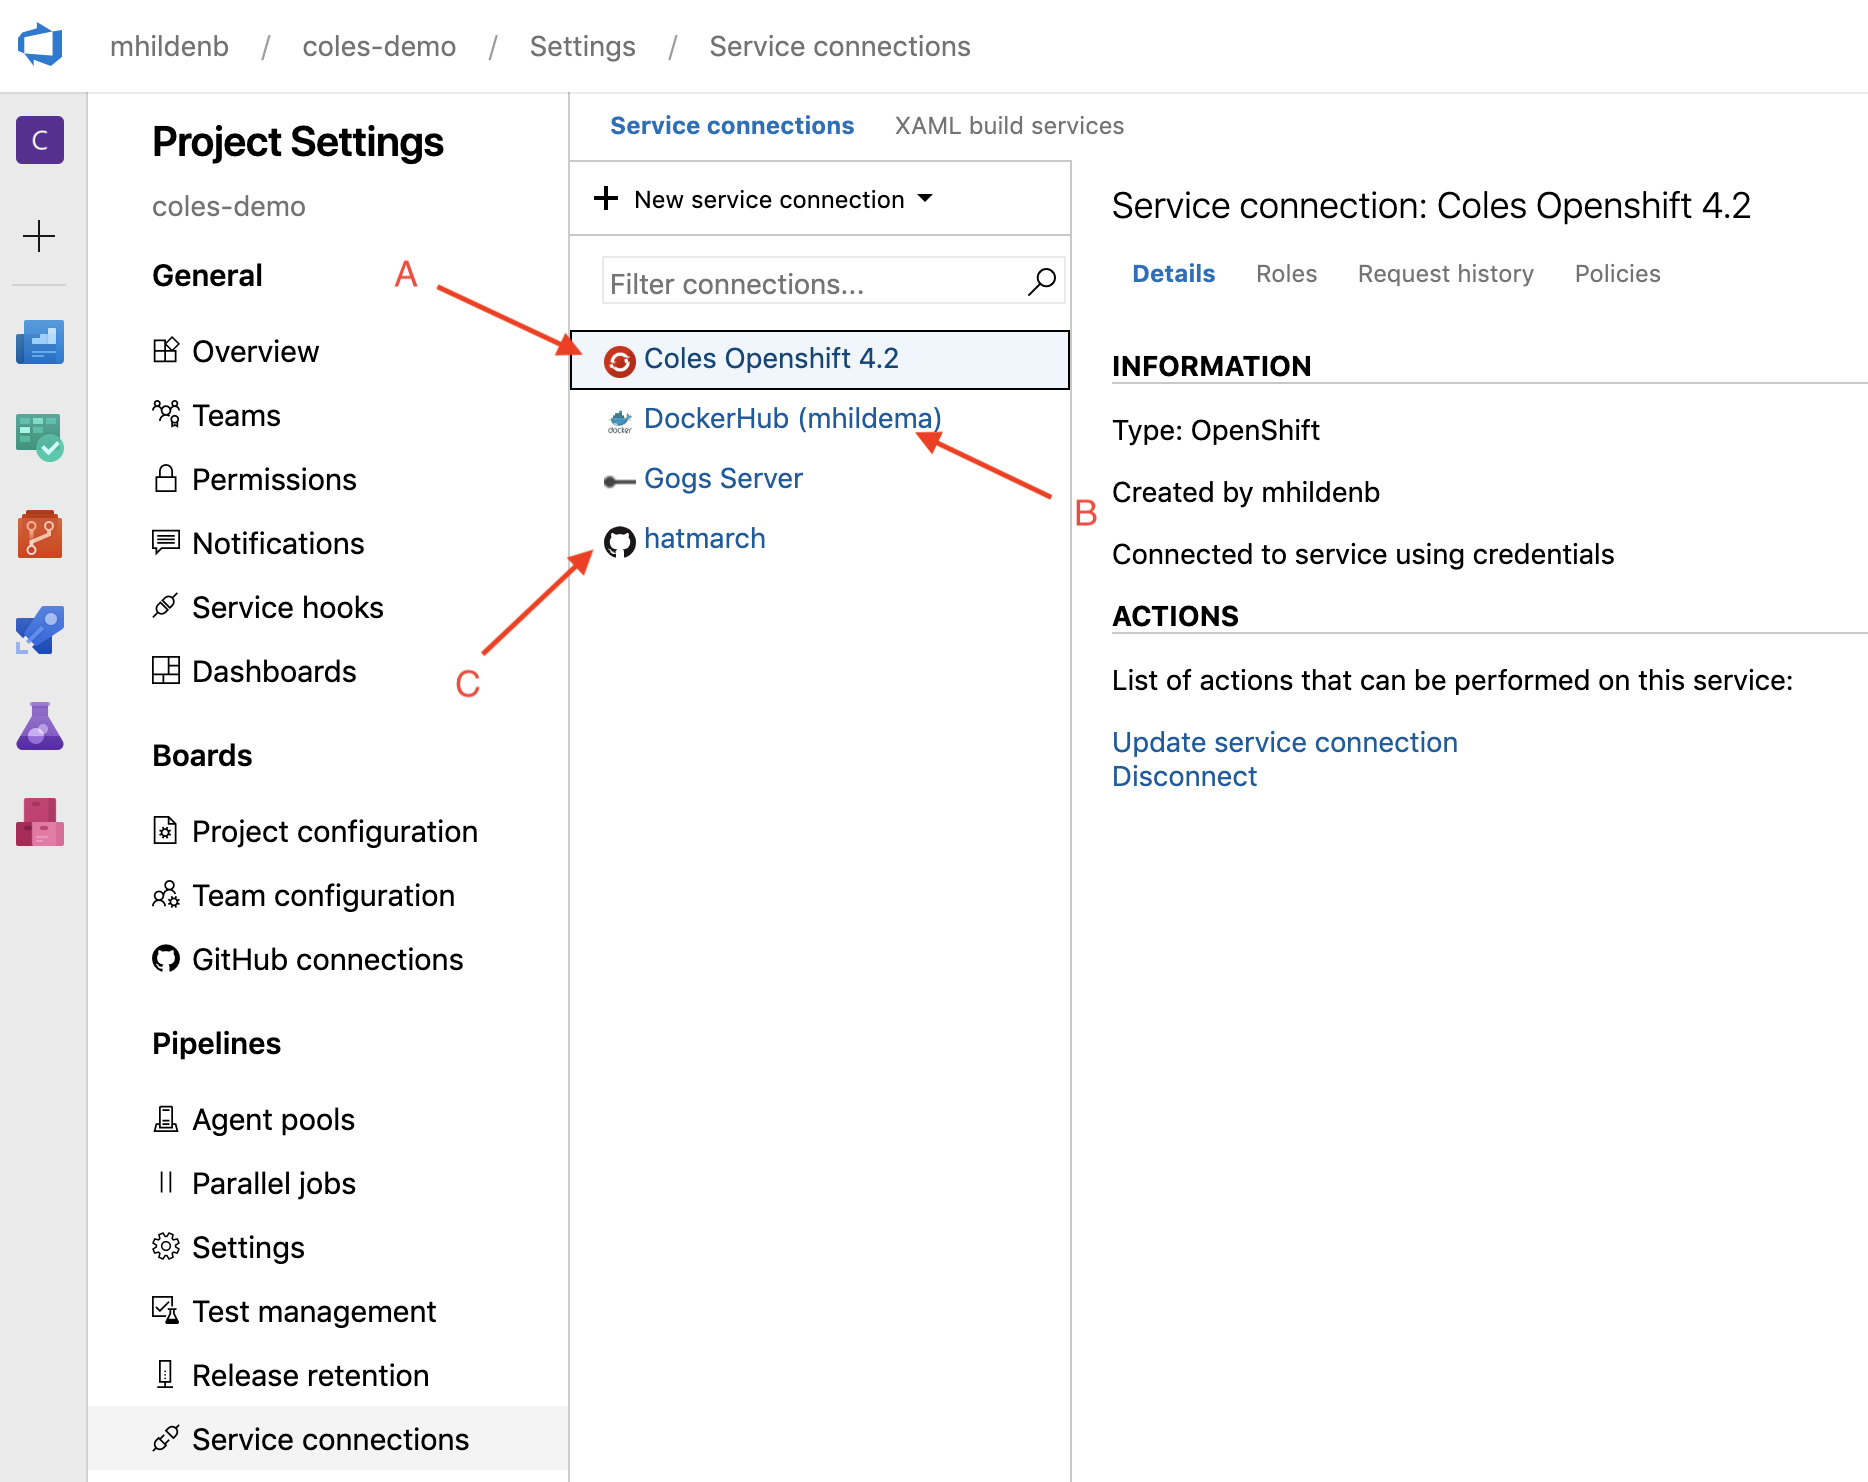 mhildenb / coles-demo / Settings / Service connections
C
Project Settings
coles-demo
General
Overview
Teams
Permissions
Notifications
Service hooks
Dashboards
Boards
Project configuration
Team configuration
GitHub connections
Pipelines
Agent pools
Parallel jobs
Settings
Test management
Release retention
Service connections
Service connections XAML build services
New service connection
Filter connections...
A
Coles Openshift 4.2
docker DockerHub (mhildema)
Gogs Server
B
hatmarch
C
Service connection: Coles Openshift 4.2
Details Roles Request history Policies
INFORMATION
Type: OpenShift
Created by mhildenb
Connected to service using credentials
ACTIONS
List of actions that can be performed on this service:
Update service connection
Disconnect